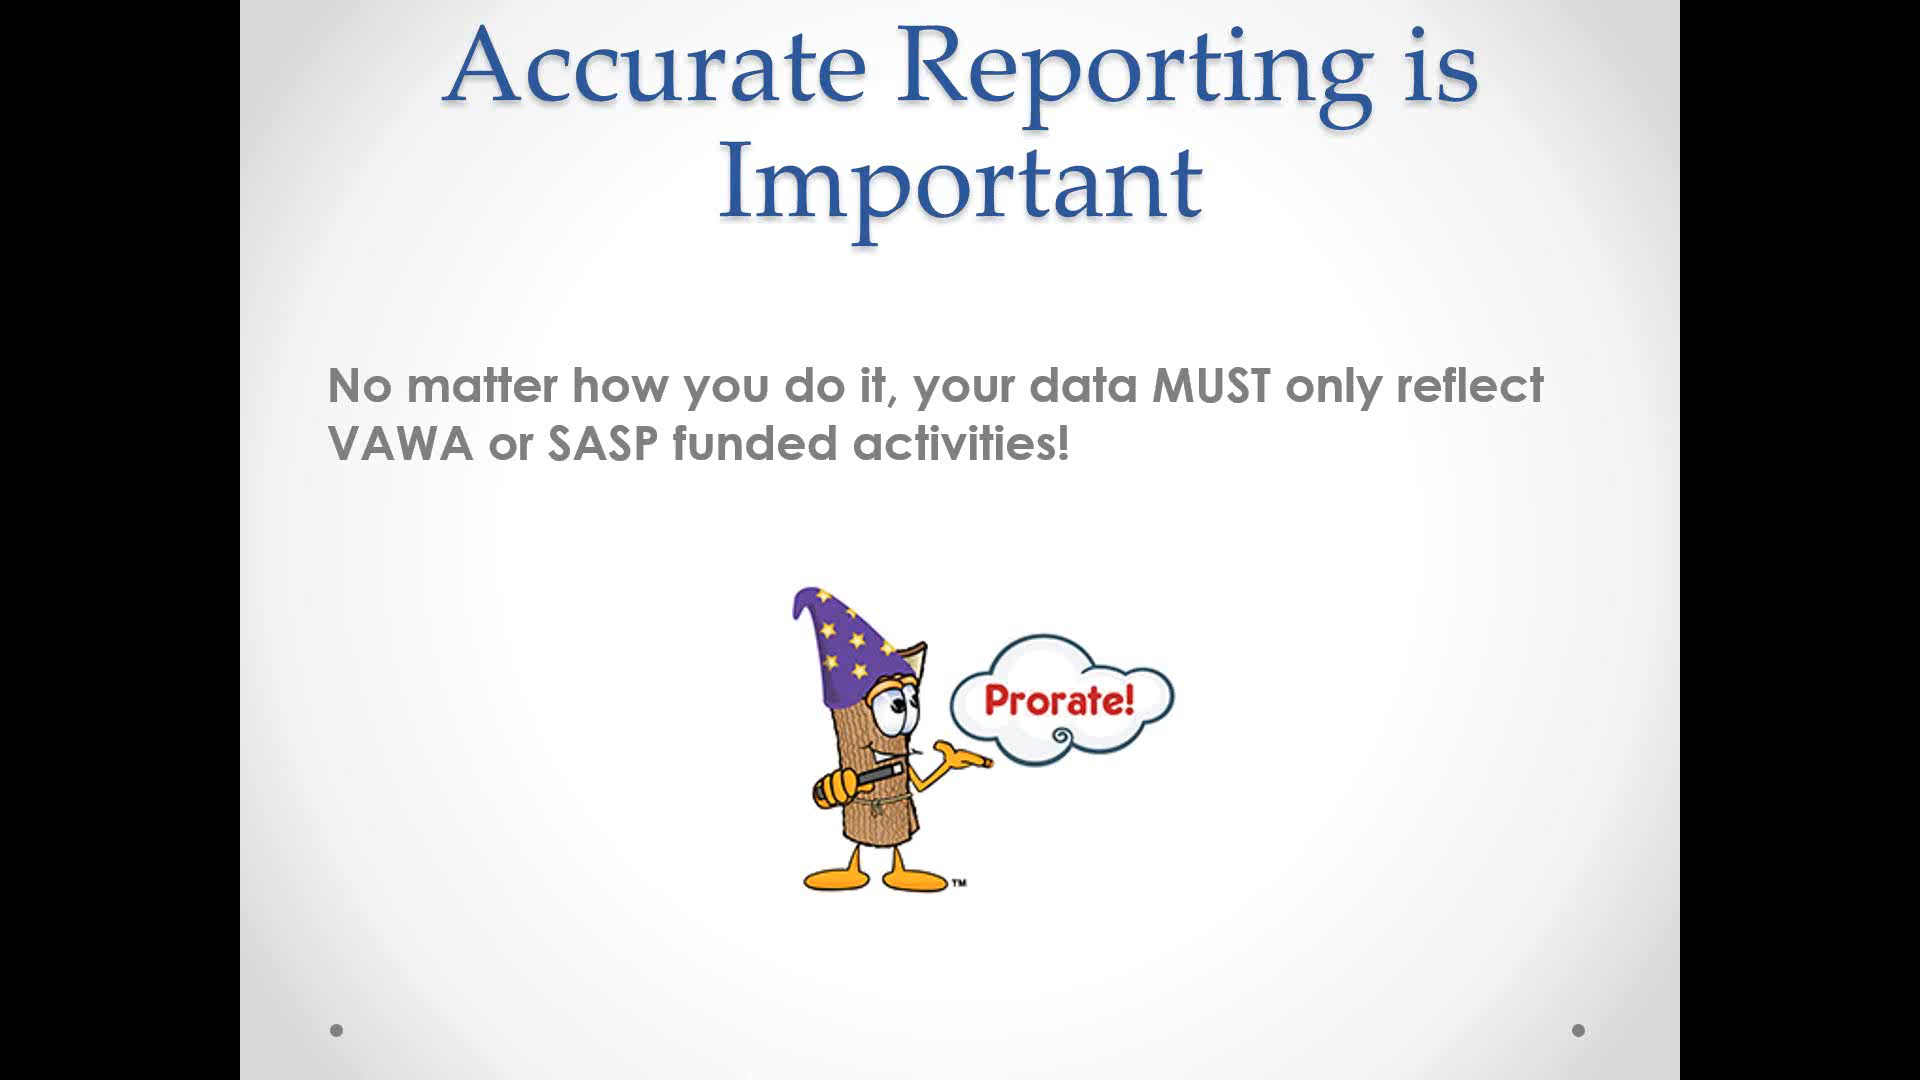 Accurate Reporting is
Important
No matter how you do it, your data MUST only reflect
VAWA or SASP funded activities!
Prorate!
TM